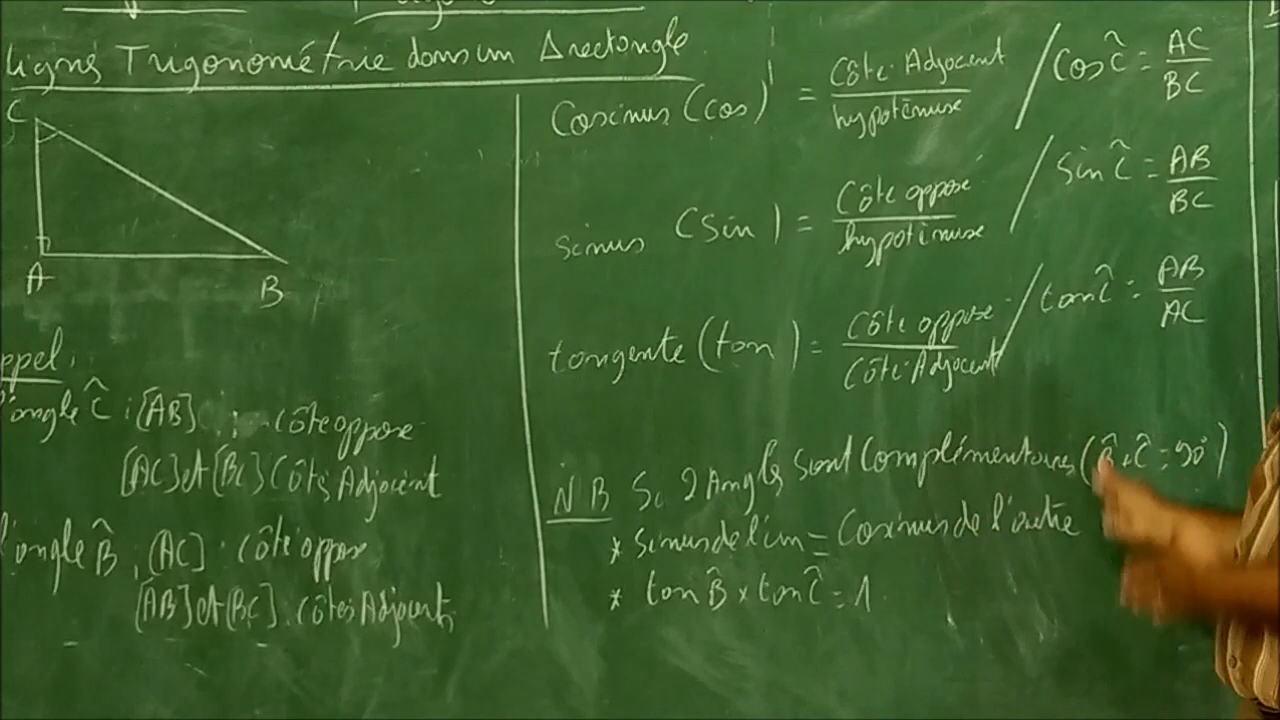 Lignes Trigonométrie dans un Δ rectangle
C
A
B
ppel:
l'angle Ĉ : [AB] : côté opposé
[AC] et [BC] Côtés Adjacent
l'angle B̂ : [AC] : côté opposé
[AB] et [BC] : côtés Adjacent
Cosinus (cos) = Côté Adjacent / hypoténuse / Cos Ĉ = AC / BC
sinus (sin) = Côté opposé / hypoténuse / Sin Ĉ = AB / BC
tangente (tan) = Côté opposé / Côté Adjacent / tan Ĉ = AB / AC
NB Si 2 Angles sont Complémentaires (B̂ + Ĉ = 90°)
* Sinus de l'un = Cosinus de l'autre
* tan B̂ × tan Ĉ = 1